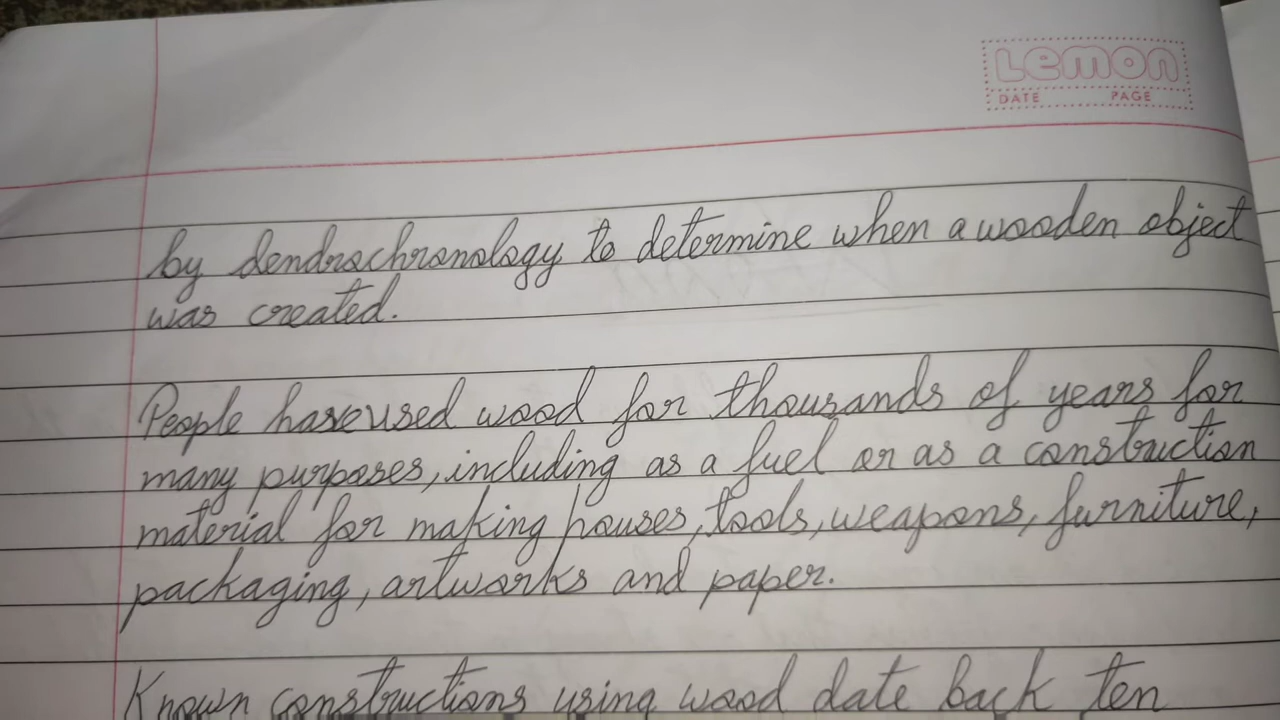 Lemon
DATE PAGE
by dendrochronology to determine when a wooden object
was created.
People have used wood for thousands of years for
many purposes, including as a fuel or as a construction
material for making houses, tools, weapons, furniture,
packaging, artworks and paper.
Known constructions using wood date back ten